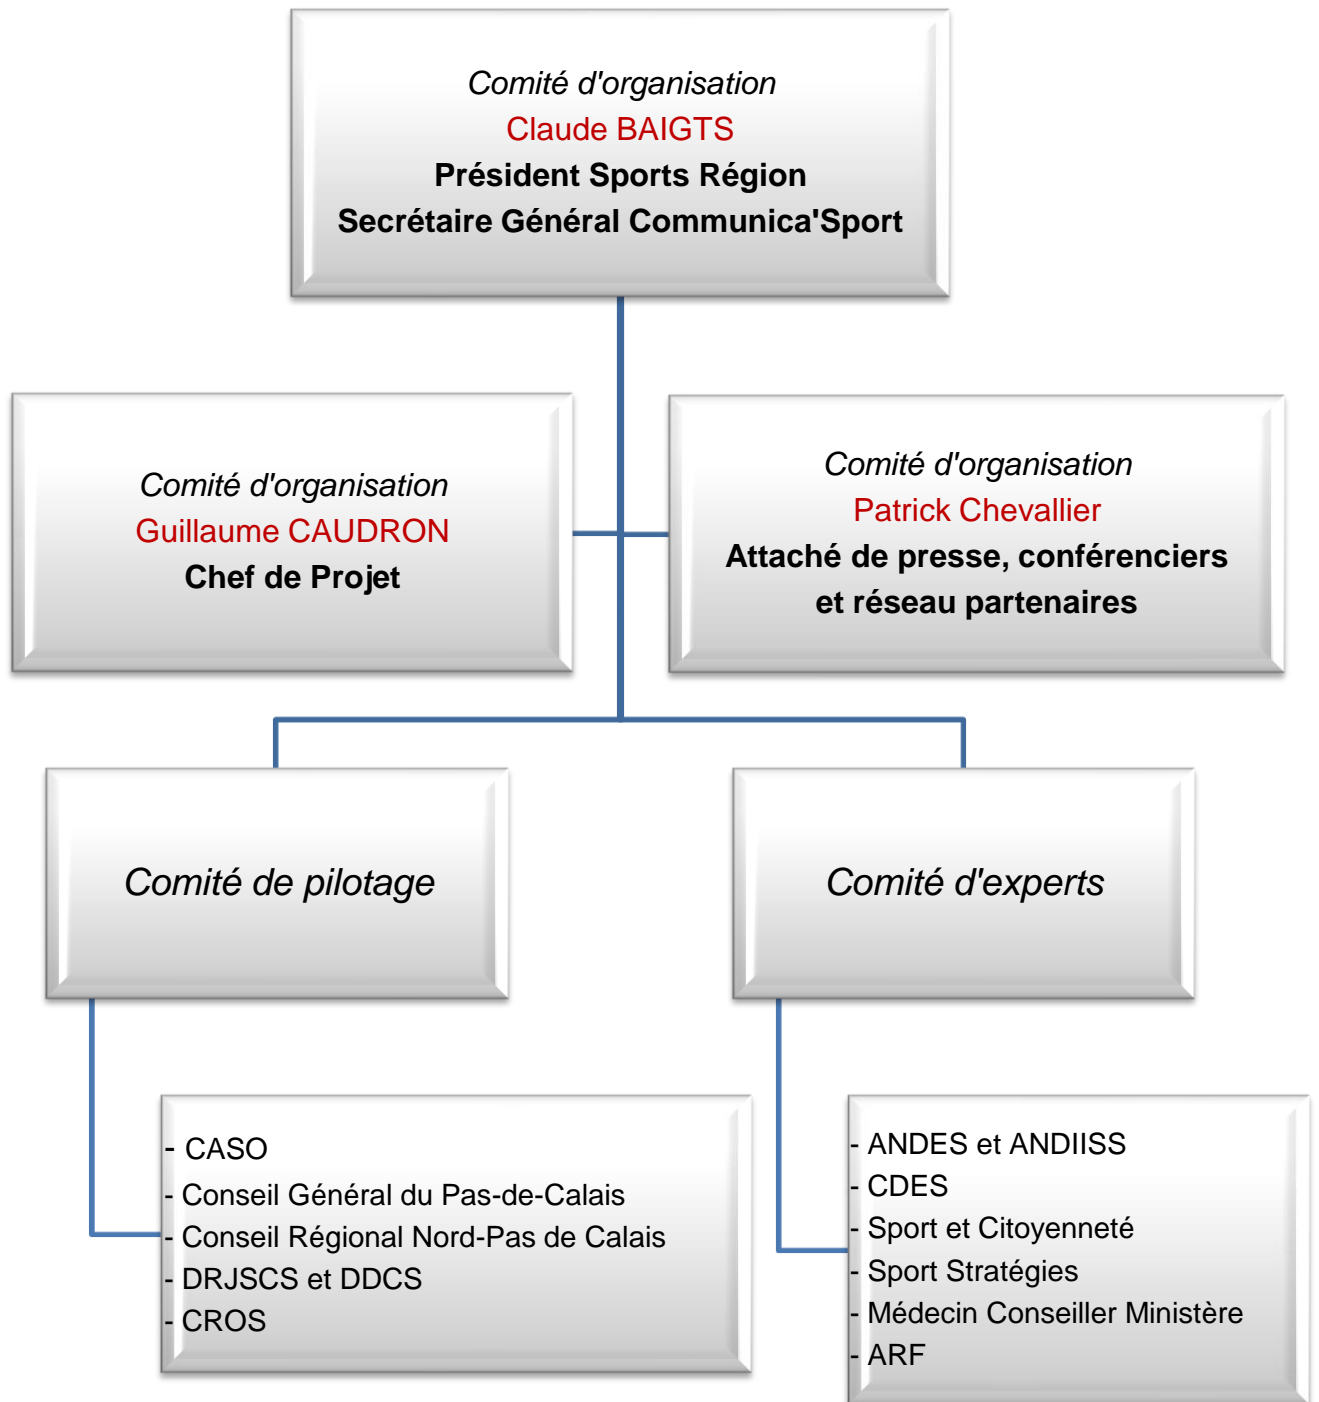 Comité d'organisation
Claude BAIGTS
Président Sports Région
Secrétaire Général Communica'Sport
Comité d'organisation
Guillaume CAUDRON
Chef de Projet
Comité d'organisation
Patrick Chevallier
Attaché de presse, conférenciers
et réseau partenaires
Comité de pilotage
Comité d'experts
- CASO
- Conseil Général du Pas-de-Calais
- Conseil Régional Nord-Pas de Calais
- DRJSCS et DDCS
- CROS
- ANDES et ANDIISS
- CDES
- Sport et Citoyenneté
- Sport Stratégies
- Médecin Conseiller Ministère
- ARF